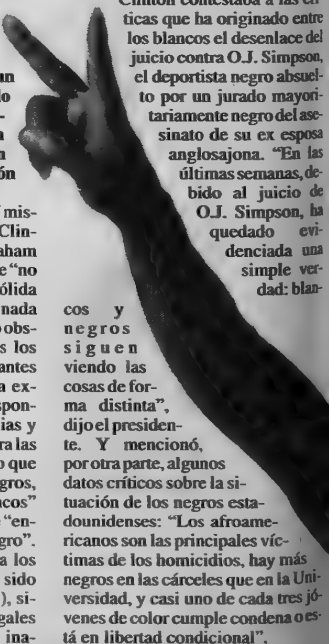 an
do
ón
mis-
Clin-
aham
e “no
ólida
nada
o obs-
s los
antes
a ex-
spon-
ias y
ra las
o que
gros,
ncos”
“en-
gro”.
a los
sido
), si-
gales
ina-
Clinton contestaba a las crí-
ticas que ha originado entre
los blancos el desenlace del
juicio contra O.J. Simpson,
el deportista negro absuel-
to por un jurado mayori-
tariamente negro del ase-
sinato de su ex esposa
anglosajona. “En las
últimas semanas, de-
bido al juicio de
O.J. Simpson, ha
quedado evi-
denciada una
simple ver-
dad: blan-
cos y
negros
siguen
viendo las
cosas de for-
ma distinta”,
dijo el presiden-
te. Y mencionó,
por otra parte, algunos
datos críticos sobre la si-
tuación de los negros esta-
dounidenses: “Los afroame-
ricanos son las principales víc-
timas de los homicidios, hay más
negros en las cárceles que en la Uni-
versidad, y casi uno de cada tres jó-
venes de color cumple condena o es-
tá en libertad condicional”.